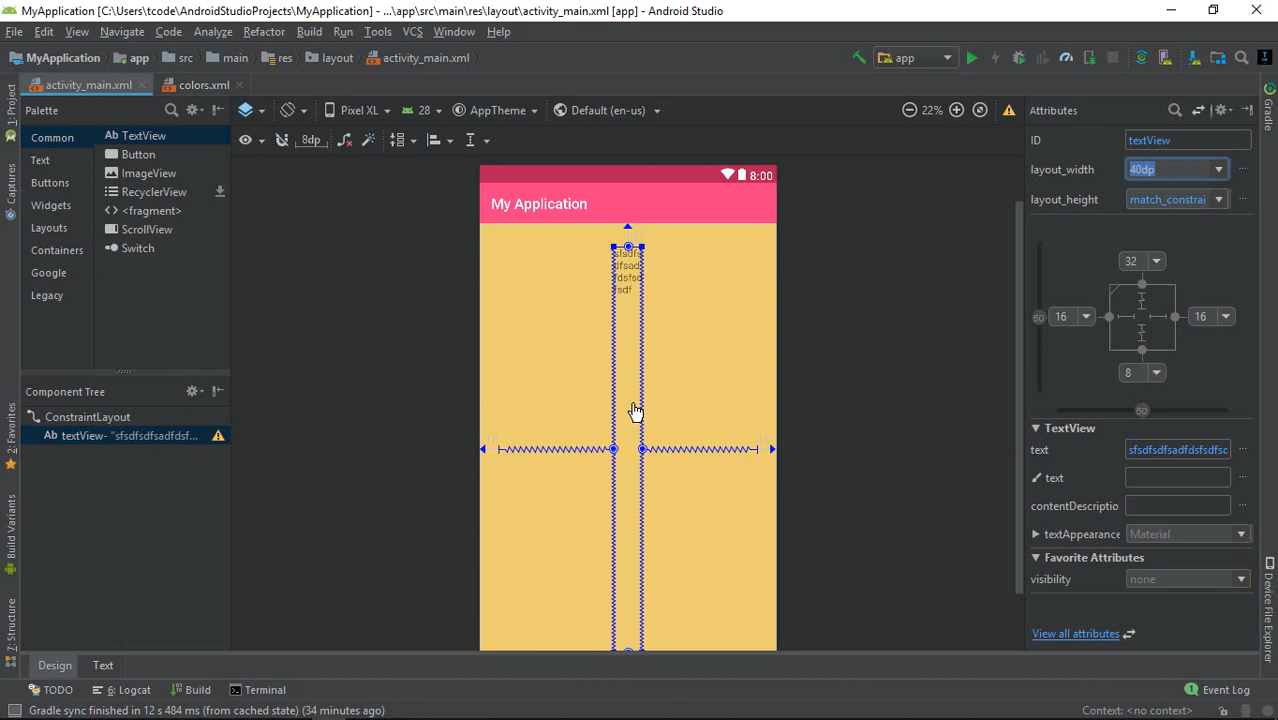 MyApplication [C:\Users\tcode\AndroidStudioProjects\MyApplication] - ...\app\src\main\res\layout\activity_main.xml [app] - Android Studio
File Edit View Navigate Code Analyze Refactor Build Run Tools VCS Window Help
MyApplication app src main res layout activity_main.xml app
activity_main.xml colors.xml
Palette Pixel XL 28 AppTheme Default (en-us) 22% Attributes
8dp
Common
Text
Buttons
Widgets
Layouts
Containers
Google
Legacy
Ab TextView
Button
ImageView
RecyclerView
<fragment>
ScrollView
Switch
Component Tree
ConstraintLayout
Ab textView- "sfsdfsdfsadfdsf...
8:00
My Application
sfsdfs
dfsad
fdsfsd
fsdf
16
ID textView
layout_width 40dp
layout_height match_constrai
32
50 16 16
8
50
TextView
text sfsdfsdfsadfdsfsdfsc
text
contentDescriptio
textAppearance Material
Favorite Attributes
visibility none
View all attributes
1: Project
Captures
2: Favorites
Build Variants
7: Structure
Gradle
Device File Explorer
Design Text
TODO 6: Logcat Build Terminal Event Log
Gradle sync finished in 12 s 484 ms (from cached state) (34 minutes ago) Context: <no context>